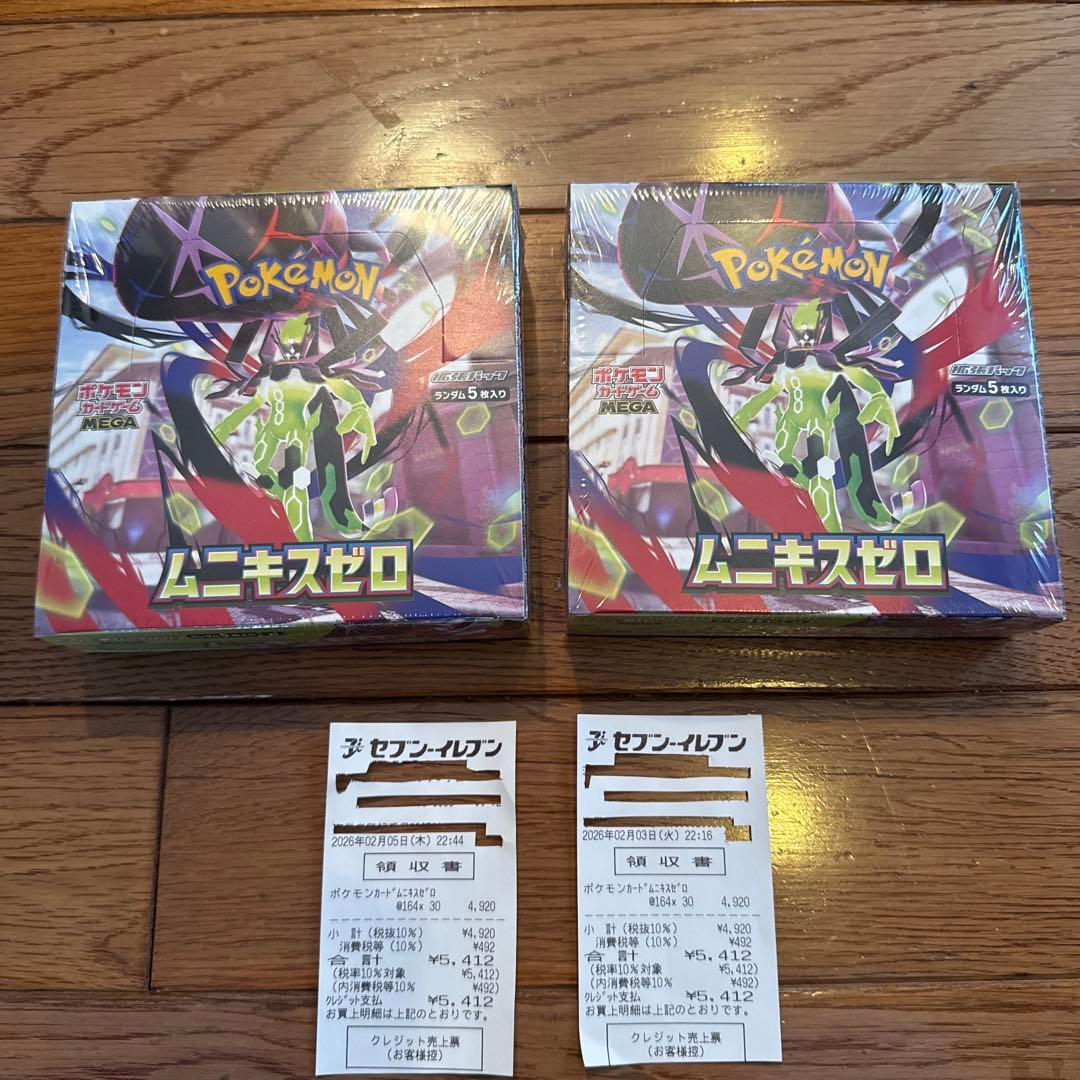 POKÉMON
ポケモン
カードゲーム
MEGA
拡張パック
ランダム5枚入り
ムニキスゼロ
POKÉMON
ポケモン
カードゲーム
MEGA
拡張パック
ランダム5枚入り
ムニキスゼロ
セブン-イレブン
2026年02月05日(木) 22:44
領収書
ポケモンカードムニキスゼロ
@164x 30 4,920
小 計(税抜10%) ¥4,920
消費税等(10%) ¥492
合 計 ¥5,412
(税率10%対象 ¥5,412)
(内消費税等10% ¥492)
クレジット支払 ¥5,412
お買上明細は上記のとおりです。
クレジット売上票
(お客様控)
セブン-イレブン
2026年02月03日(火) 22:16
領収書
ポケモンカードムニキスゼロ
@164x 30 4,920
小 計(税抜10%) ¥4,920
消費税等(10%) ¥492
合 計 ¥5,412
(税率10%対象 ¥5,412)
(内消費税等10% ¥492)
クレジット支払 ¥5,412
お買上明細は上記のとおりです。
クレジット売上票
(お客様控)